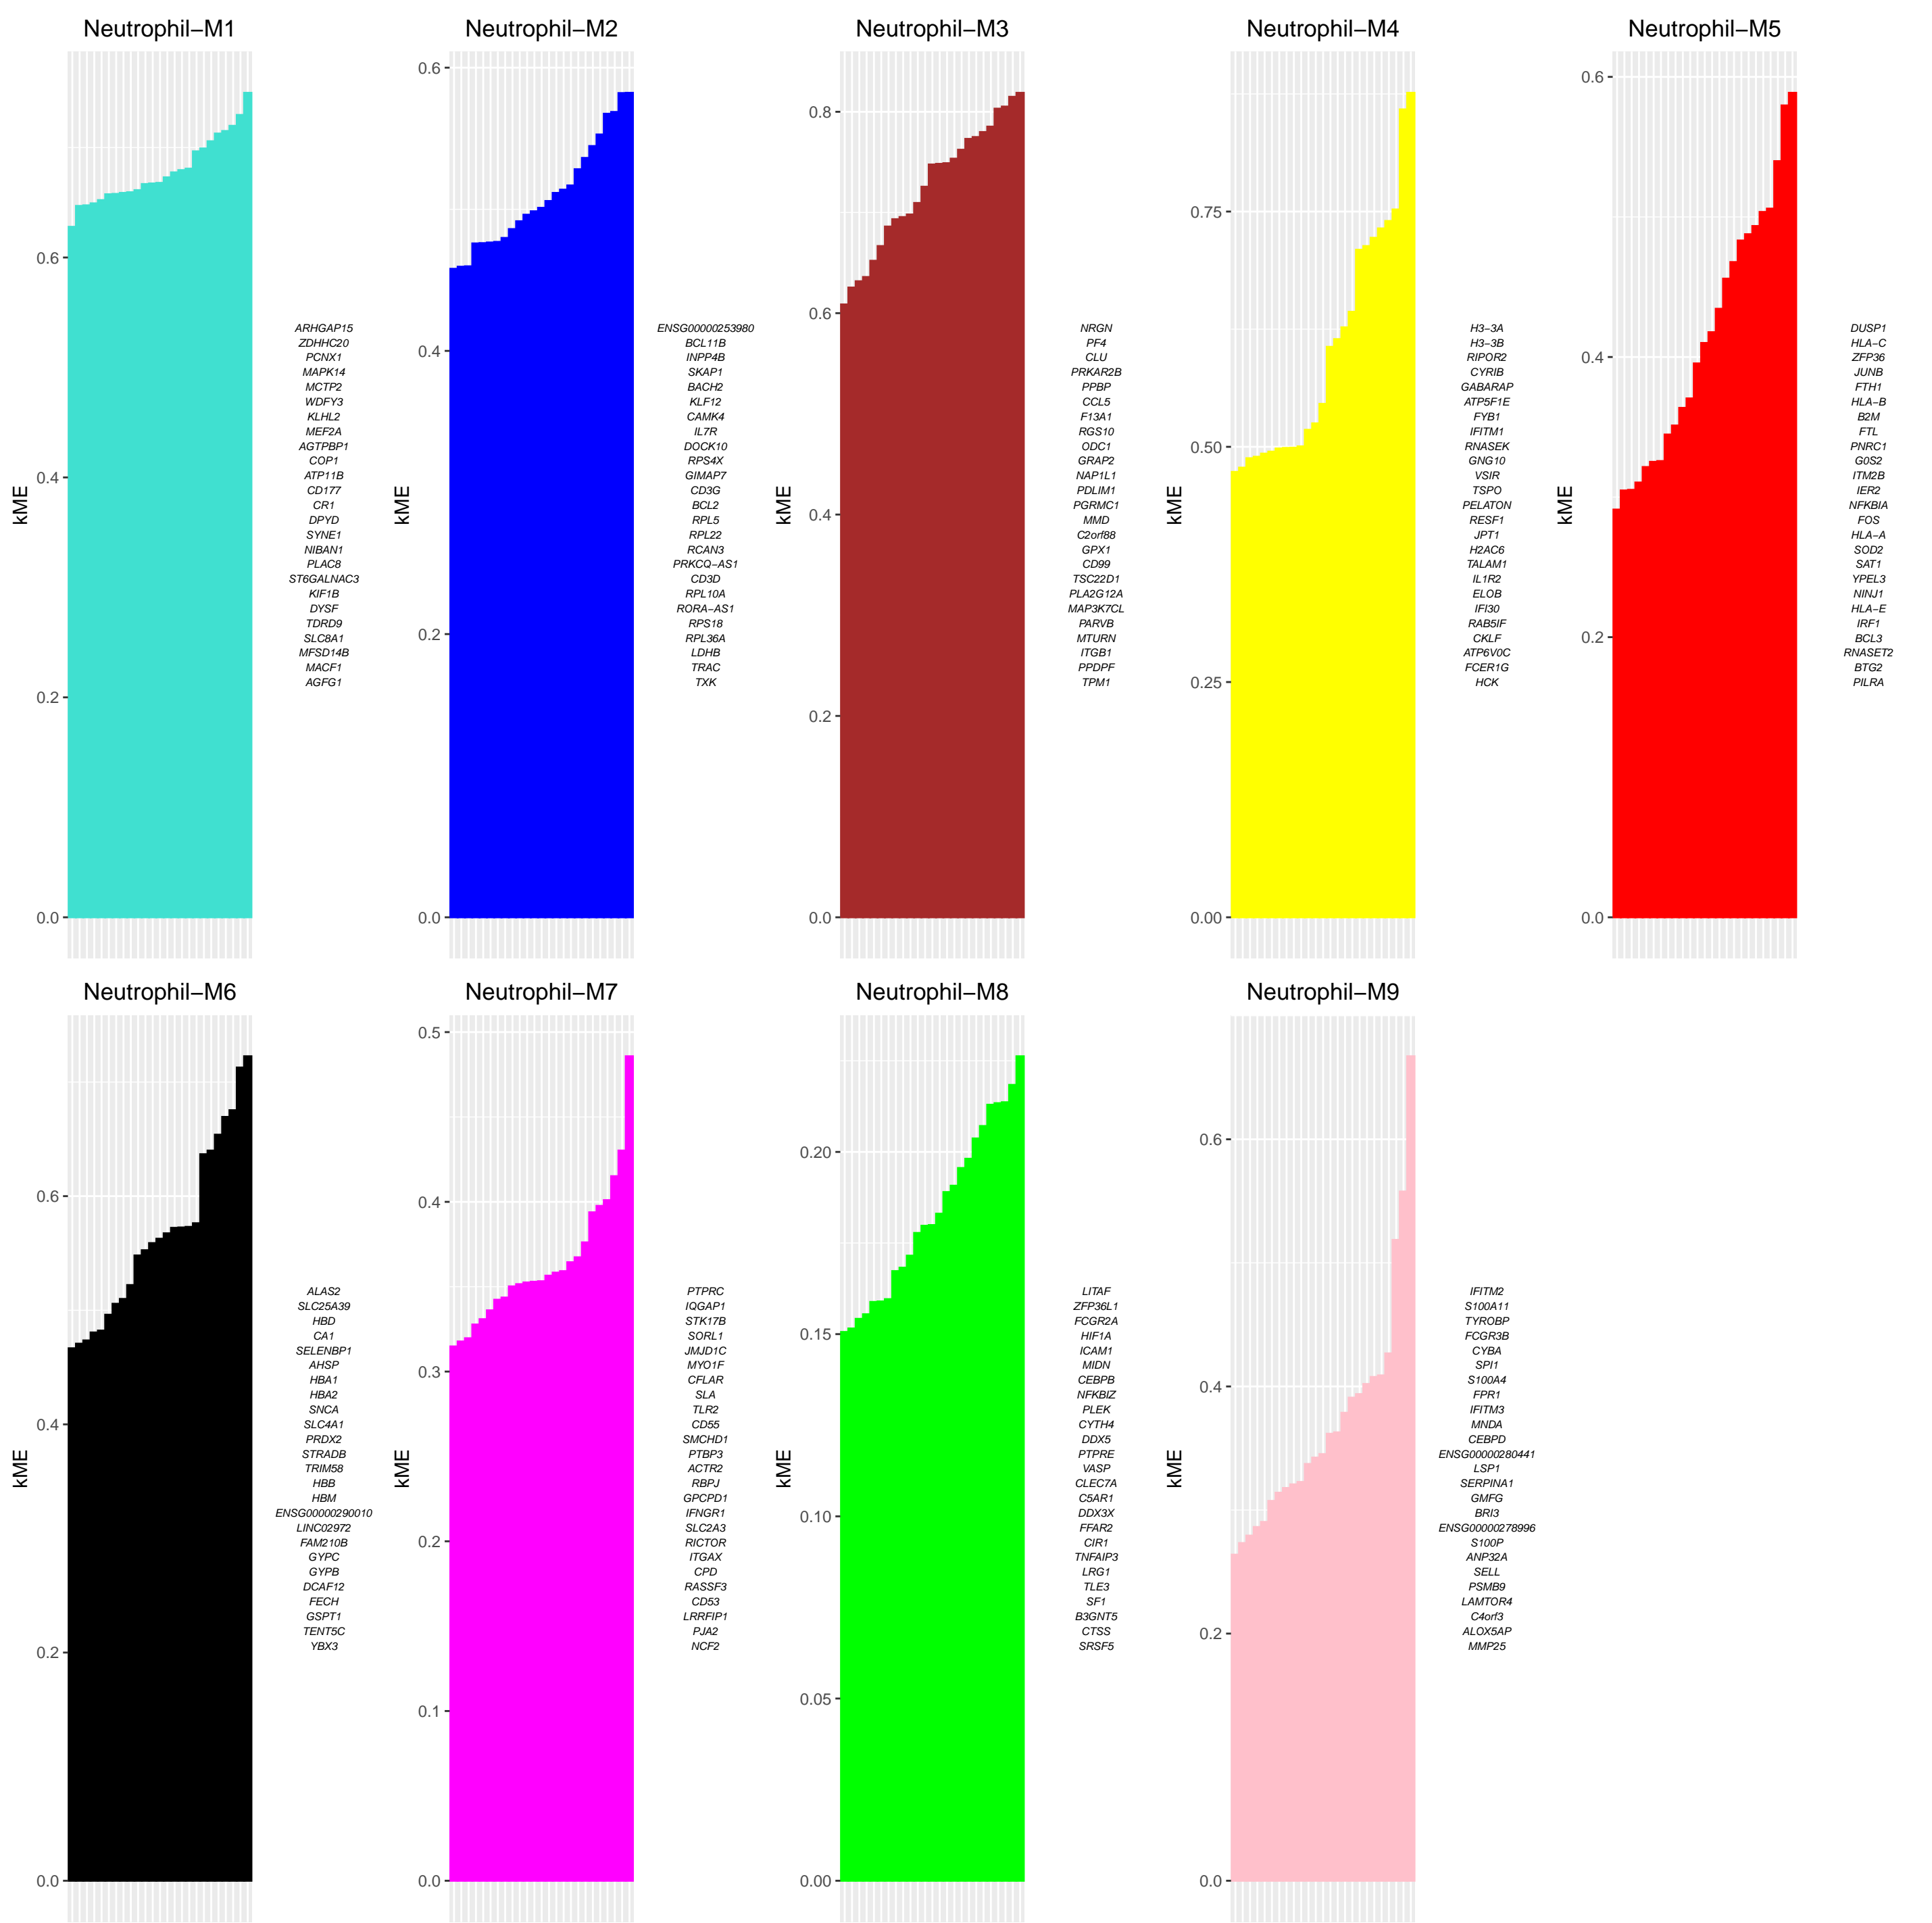 Neutrophil−M1
kME
0.6
0.4
0.2
0.0
ARHGAP15
ZDHHC20
PCNX1
MAPK14
MCTP2
WDFY3
KLHL2
MEF2A
AGTPBP1
COP1
ATP11B
CD177
CR1
DPYD
SYNE1
NIBAN1
PLAC8
ST6GALNAC3
KIF1B
DYSF
TDRD9
SLC8A1
MFSD14B
MACF1
AGFG1
Neutrophil−M2
kME
0.6
0.4
0.2
0.0
ENSG00000253980
BCL11B
INPP4B
SKAP1
BACH2
KLF12
CAMK4
IL7R
DOCK10
RPS4X
GIMAP7
CD3G
BCL2
RPL5
RPL22
RCAN3
PRKCQ−AS1
CD3D
RPL10A
RORA−AS1
RPS18
RPL36A
LDHB
TRAC
TXK
Neutrophil−M3
kME
0.8
0.6
0.4
0.2
0.0
NRGN
PF4
CLU
PRKAR2B
PPBP
CCL5
F13A1
RGS10
ODC1
GRAP2
NAP1L1
PDLIM1
PGRMC1
MMD
C2orf88
GPX1
CD99
TSC22D1
PLA2G12A
MAP3K7CL
PARVB
MTURN
ITGB1
PPDPF
TPM1
Neutrophil−M4
kME
0.75
0.50
0.25
0.00
H3−3A
H3−3B
RIPOR2
CYRIB
GABARAP
ATP5F1E
FYB1
IFITM1
RNASEK
GNG10
VSIR
TSPO
PELATON
RESF1
JPT1
H2AC6
TALAM1
IL1R2
ELOB
IFI30
RAB5IF
CKLF
ATP6V0C
FCER1G
HCK
Neutrophil−M5
kME
0.6
0.4
0.2
0.0
DUSP1
HLA−C
ZFP36
JUNB
FTH1
HLA−B
B2M
FTL
PNRC1
G0S2
ITM2B
IER2
NFKBIA
FOS
HLA−A
SOD2
SAT1
YPEL3
NINJ1
HLA−E
IRF1
BCL3
RNASET2
BTG2
PILRA
Neutrophil−M6
kME
0.6
0.4
0.2
0.0
ALAS2
SLC25A39
HBD
CA1
SELENBP1
AHSP
HBA1
HBA2
SNCA
SLC4A1
PRDX2
STRADB
TRIM58
HBB
HBM
ENSG00000290010
LINC02972
FAM210B
GYPC
GYPB
DCAF12
FECH
GSPT1
TENT5C
YBX3
Neutrophil−M7
kME
0.5
0.4
0.3
0.2
0.1
0.0
PTPRC
IQGAP1
STK17B
SORL1
JMJD1C
MYO1F
CFLAR
SLA
TLR2
CD55
SMCHD1
PTBP3
ACTR2
RBPJ
GPCPD1
IFNGR1
SLC2A3
RICTOR
ITGAX
CPD
RASSF3
CD53
LRRFIP1
PJA2
NCF2
Neutrophil−M8
kME
0.20
0.15
0.10
0.05
0.00
LITAF
ZFP36L1
FCGR2A
HIF1A
ICAM1
MIDN
CEBPB
NFKBIZ
PLEK
CYTH4
DDX5
PTPRE
VASP
CLEC7A
C5AR1
DDX3X
FFAR2
CIR1
TNFAIP3
LRG1
TLE3
SF1
B3GNT5
CTSS
SRSF5
Neutrophil−M9
kME
0.6
0.4
0.2
0.0
IFITM2
S100A11
TYROBP
FCGR3B
CYBA
SPI1
S100A4
FPR1
IFITM3
MNDA
CEBPD
ENSG00000280441
LSP1
SERPINA1
GMFG
BRI3
ENSG00000278996
S100P
ANP32A
SELL
PSMB9
LAMTOR4
C4orf3
ALOX5AP
MMP25